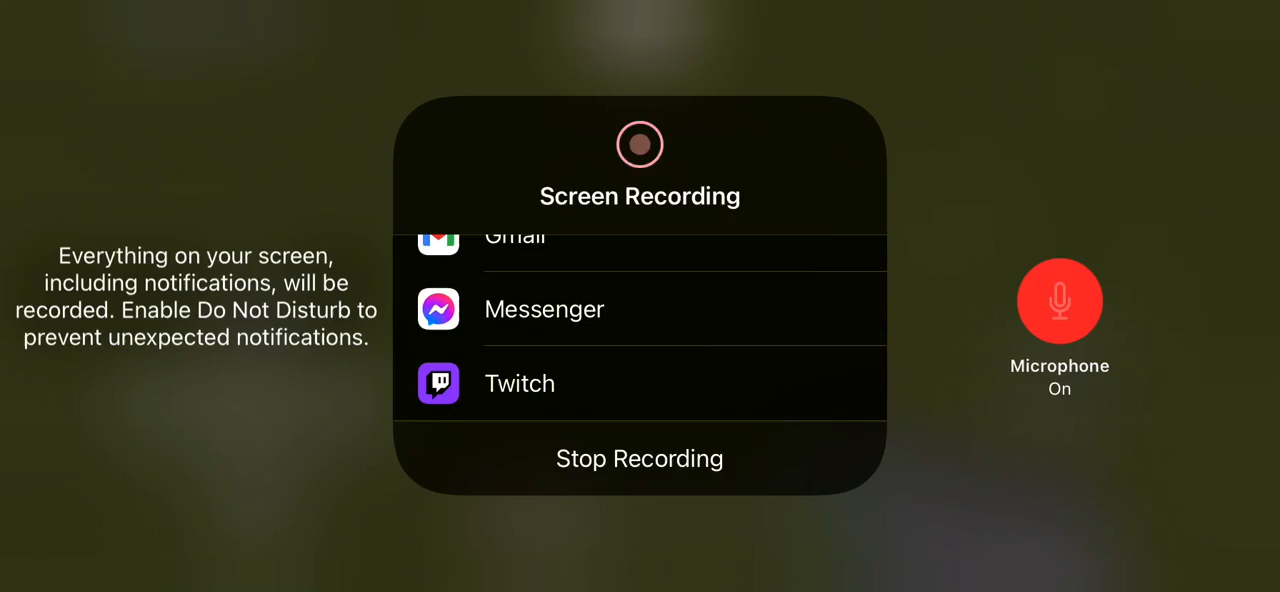 Screen Recording
Everything on your screen,
including notifications, will be
recorded. Enable Do Not Disturb to
prevent unexpected notifications.
Gmail
Messenger
Twitch
Stop Recording
Microphone
On